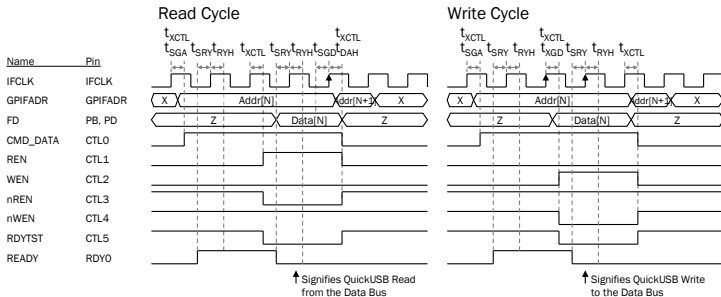 Read Cycle
Write Cycle
tXCTL tXCTL
tSGA tSRY tRYH tXCTL tSRY tRYH tSGD tDAH
tSGA tSRY tRYH tXGD tSRY tRYH tXCTL
Name Pin
IFCLK IFCLK
GPIFADR GPIFADR X Addr[N] Addr[N+1] X X Addr[N] Addr[N+1] X
FD PB, PD Z Data[N] Z Z Data[N] Z
CMD_DATA CTL0
REN CTL1
WEN CTL2
nREN CTL3
nWEN CTL4
RDYTST CTL5
READY RDY0
Signifies QuickUSB Read
from the Data Bus
Signifies QuickUSB Write
to the Data Bus